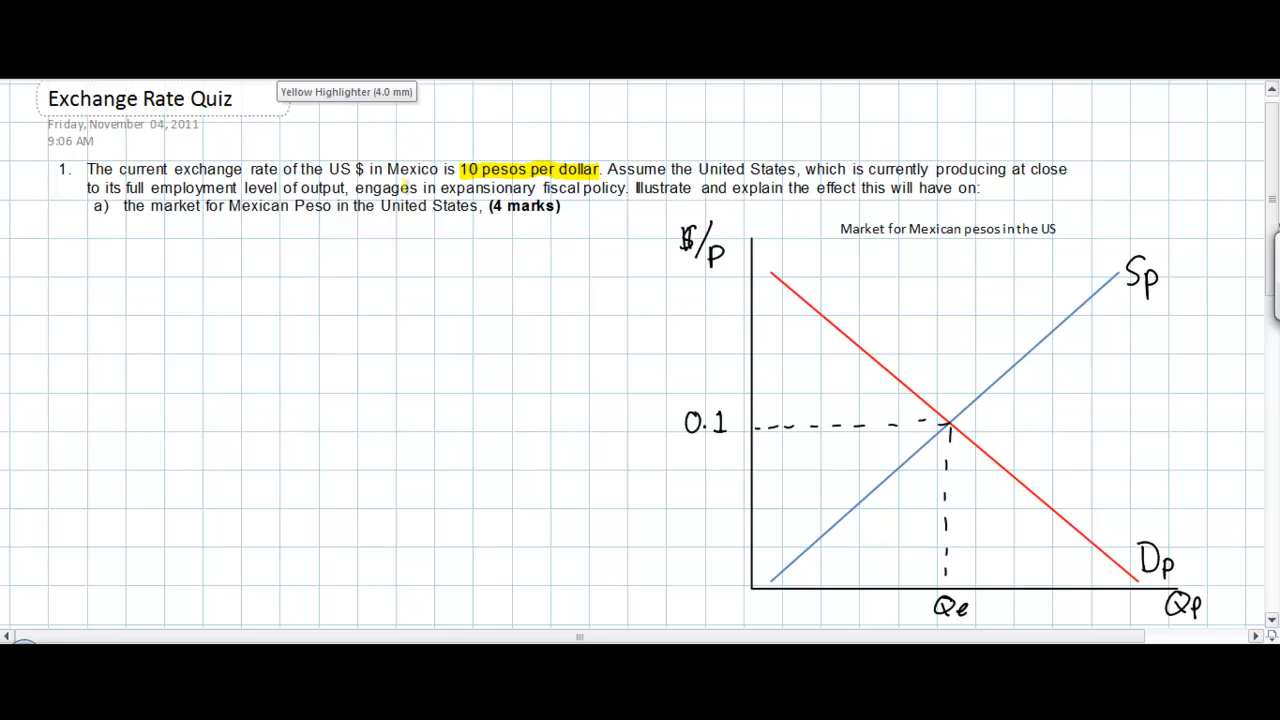 Exchange Rate Quiz
Yellow Highlighter (4.0 mm)
Friday, November 04, 2011
9:06 AM
1. The current exchange rate of the US $ in Mexico is 10 pesos per dollar. Assume the United States, which is currently producing at close
to its full employment level of output, engages in expansionary fiscal policy. Illustrate and explain the effect this will have on:
a) the market for Mexican Peso in the United States, (4 marks)
Market for Mexican pesos in the US
$/P
Sp
0.1
Dp
Qe
Qp